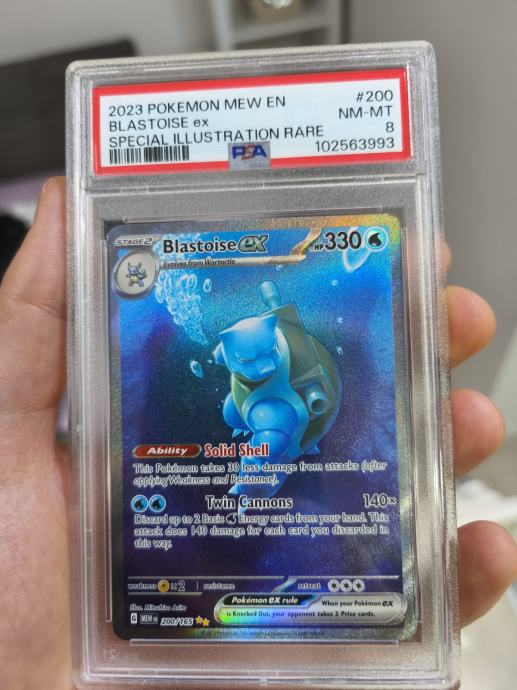 2023 POKEMON MEW EN #200
BLASTOISE ex NM-MT
SPECIAL ILLUSTRATION RARE 8
PSA 102563993
STAGE2 Blastoise ex HP330
Evolves from Wartortle
Ability Solid Shell
This Pokémon takes 30 less damage from attacks (after
applying Weakness and Resistance).
Twin Cannons 140×
Discard up to 2 Basic Energy cards from your hand. This
attack does 140 damage for each card you discarded in
this way.
weakness ×2 resistance retreat
Illus. Mitsuhiro Arita
Pokémon ex rule When your Pokémon ex
is Knocked Out, your opponent takes 2 Prize cards.
G MEW EN 200/165